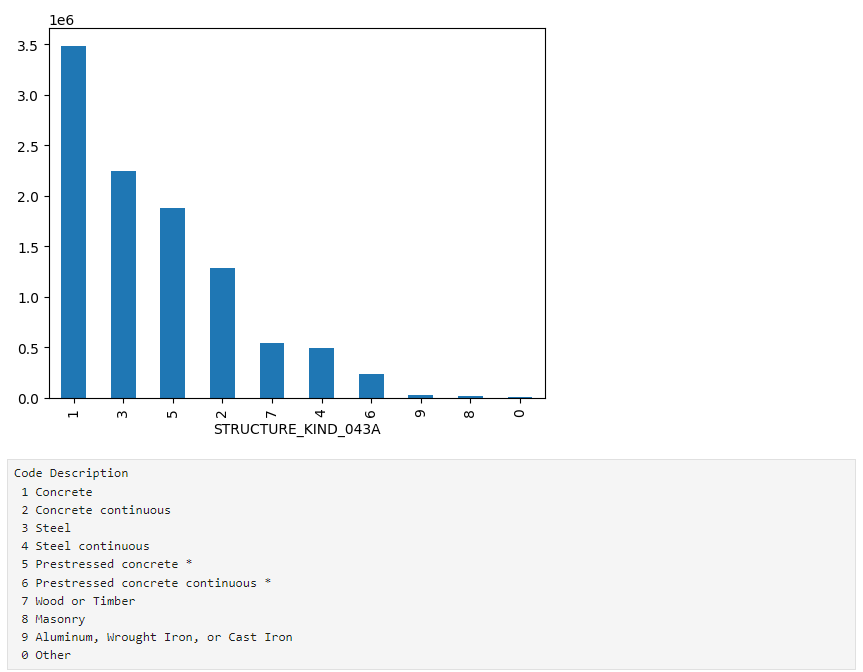 1e6
3.5
3.0
2.5
2.0
1.5
1.0
0.5
0.0
1 3 5 2 7 4 6 9 8 0
STRUCTURE_KIND_043A
Code Description
1 Concrete
2 Concrete continuous
3 Steel
4 Steel continuous
5 Prestressed concrete *
6 Prestressed concrete continuous *
7 Wood or Timber
8 Masonry
9 Aluminum, Wrought Iron, or Cast Iron
0 Other